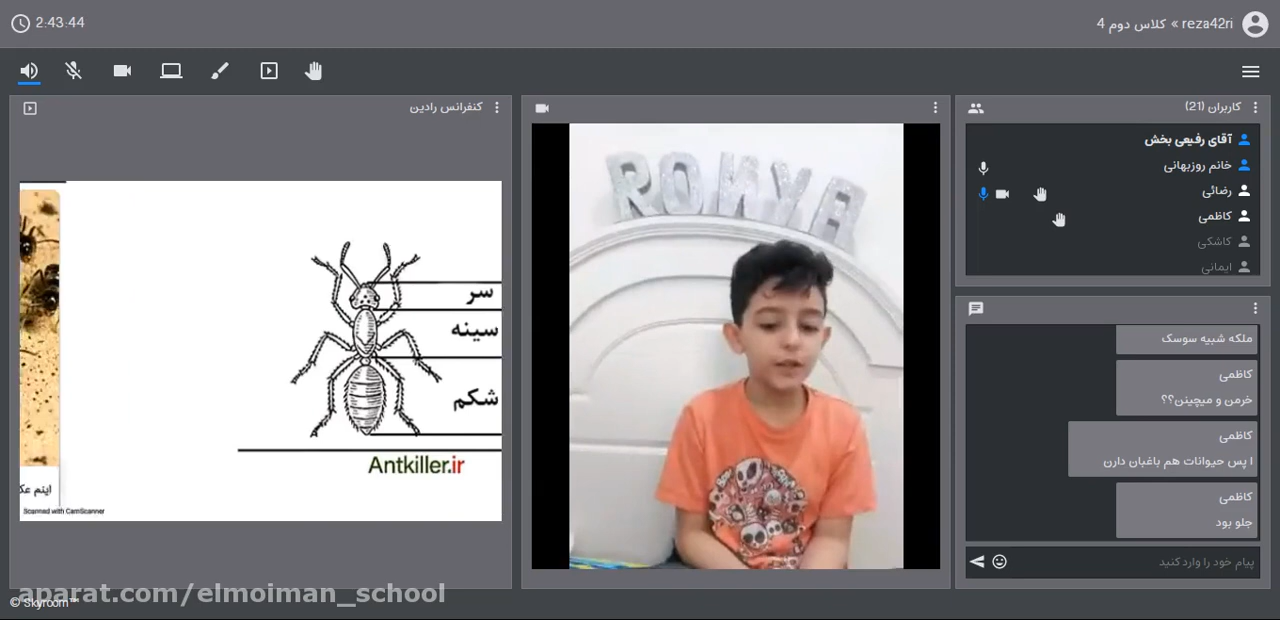 2:43:44
reza42ri » کلاس دوم 4
کنفرانس رادین
سر
سینه
شکم
Antkiller.ir
اینم عک
Scanned with CamScanner
RONYA
کاربران (21)
آقای رفیعی بخش
خانم روزبهانی
رضائی
کاظمی
کاشکی
ایمانی
ملکه شبیه سوسک
کاظمی
خرمن و میچینن؟؟
کاظمی
ا پس حیوانات هم باغبان دارن
کاظمی
جلو بود
پیام خود را وارد کنید
aparat.com/elmoiman_school
© Skyroom™